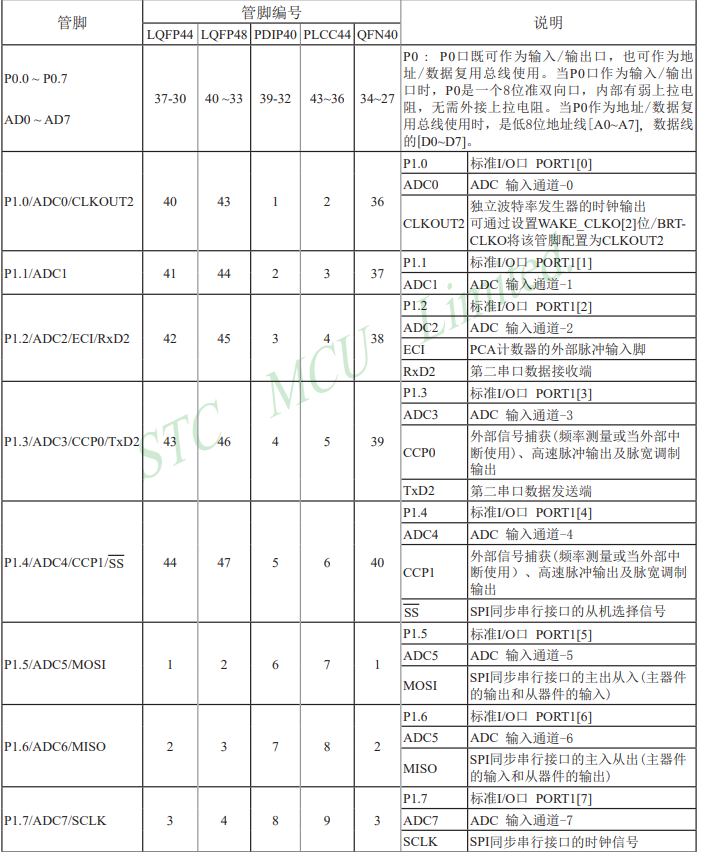 管脚 管脚编号 说明
LQFP44 LQFP48 PDIP40 PLCC44 QFN40
P0.0 ~ P0.7
AD0 ~ AD7
37-30 40 ~33 39-32 43~36 34~27
P0 : P0口既可作为输入/输出口, 也可作为地
址/数据复用总线使用。当P0口作为输入/输出
口时, P0是一个8位准双向口, 内部有弱上拉电
阻, 无需外接上拉电阻。当P0作为地址/数据复
用总线使用时, 是低8位地址线[A0~A7], 数据线
的[D0~D7]。
P1.0/ADC0/CLKOUT2 40 43 1 2 36
P1.0 标准I/O口 PORT1[0]
ADC0 ADC 输入通道-0
CLKOUT2 独立波特率发生器的时钟输出
可通过设置WAKE_CLKO[2]位/BRT-
CLKO将该管脚配置为CLKOUT2
P1.1/ADC1 41 44 2 3 37
P1.1 标准I/O口 PORT1[1]
ADC1 ADC 输入通道-1
P1.2/ADC2/ECI/RxD2 42 45 3 4 38
P1.2 标准I/O口 PORT1[2]
ADC2 ADC 输入通道-2
ECI PCA计数器的外部脉冲输入脚
RxD2 第二串口数据接收端
P1.3/ADC3/CCP0/TxD2 43 46 4 5 39
P1.3 标准I/O口 PORT1[3]
ADC3 ADC 输入通道-3
CCP0 外部信号捕获(频率测量或当外部中
断使用)、高速脉冲输出及脉宽调制
输出
TxD2 第二串口数据发送端
P1.4/ADC4/CCP1/SS 44 47 5 6 40
P1.4 标准I/O口 PORT1[4]
ADC4 ADC 输入通道-4
CCP1 外部信号捕获(频率测量或当外部中
断使用) 、高速脉冲输出及脉宽调制
输出
SS SPI同步串行接口的从机选择信号
P1.5/ADC5/MOSI 1 2 6 7 1
P1.5 标准I/O口 PORT1[5]
ADC5 ADC 输入通道-5
MOSI SPI同步串行接口的主出从入(主器件
的输出和从器件的输入)
P1.6/ADC6/MISO 2 3 7 8 2
P1.6 标准I/O口 PORT1[6]
ADC5 ADC 输入通道-6
MISO SPI同步串行接口的主入从出(主器件
的输入和从器件的输出)
P1.7/ADC7/SCLK 3 4 8 9 3
P1.7 标准I/O口 PORT1[7]
ADC7 ADC 输入通道-7
SCLK SPI同步串行接口的时钟信号
STC MCU Limited.